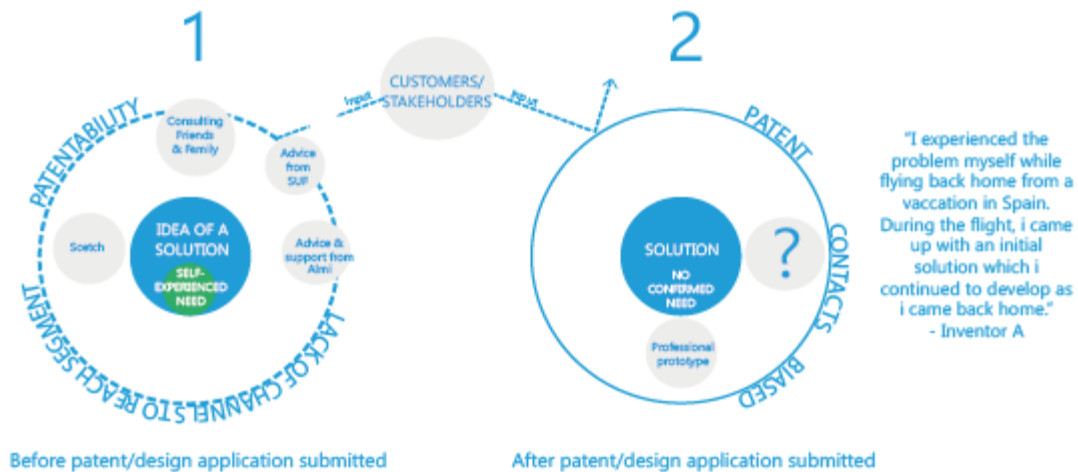 1
2
CUSTOMERS/
STAKEHOLDERS
Input
Input
PATENTABILITY
Consulting
Friends
& Family
Advice
from
SUF
IDEA OF A
SOLUTION
SELF-
EXPERIENCED
NEED
Scetch
Advice &
support from
Almi
LACK OF CHANNELS TO REACH SEGMENT
PATENT
CONTACTS
BIASED
SOLUTION
NO
CONFIRMED
NEED
?
Professional
prototype
"I experienced the
problem myself while
flying back home from a
vaccation in Spain.
During the flight, i came
up with an initial
solution which i
continued to develop as
i came back home."
- Inventor A
Before patent/design application submitted
After patent/design application submitted